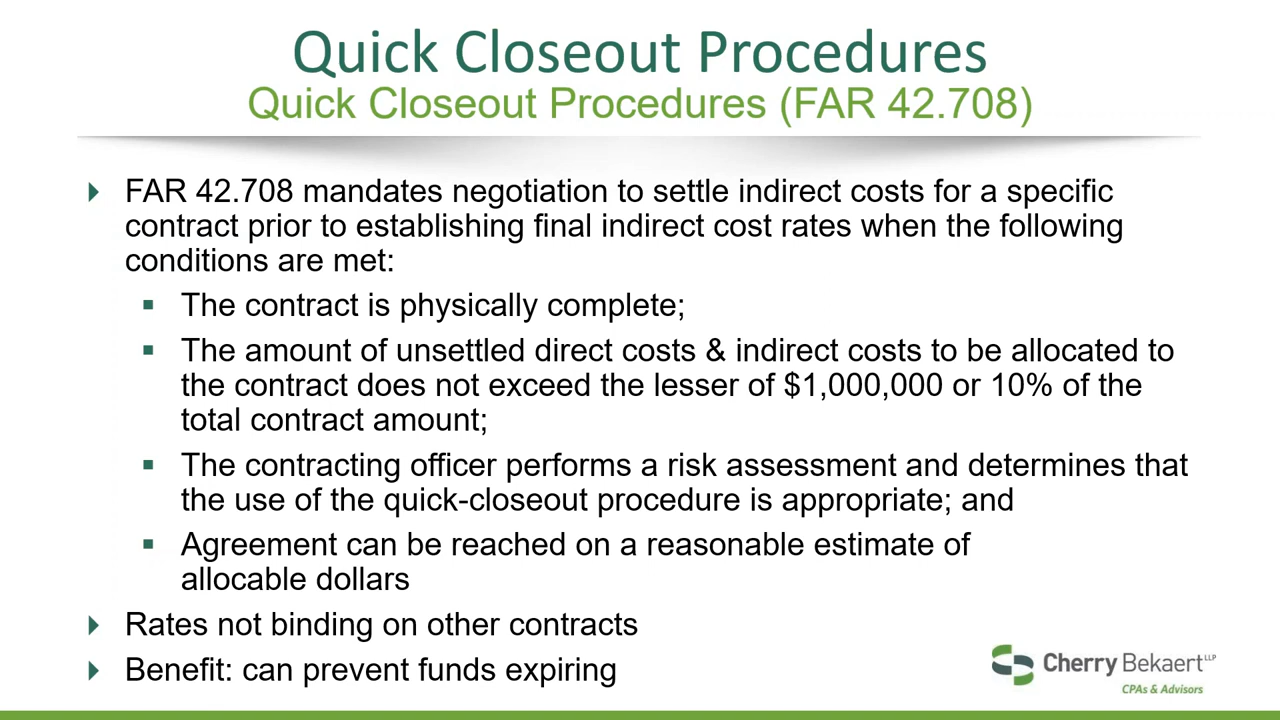 Quick Closeout Procedures
Quick Closeout Procedures (FAR 42.708)
FAR 42.708 mandates negotiation to settle indirect costs for a specific
contract prior to establishing final indirect cost rates when the following
conditions are met:
The contract is physically complete;
The amount of unsettled direct costs & indirect costs to be allocated to
the contract does not exceed the lesser of $1,000,000 or 10% of the
total contract amount;
The contracting officer performs a risk assessment and determines that
the use of the quick-closeout procedure is appropriate; and
Agreement can be reached on a reasonable estimate of
allocable dollars
Rates not binding on other contracts
Benefit: can prevent funds expiring
Cherry Bekaert LLP
CPAs & Advisors